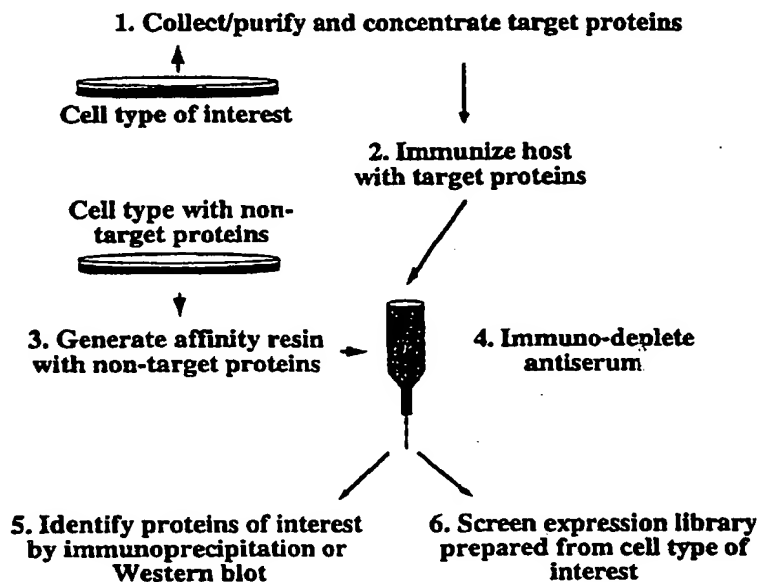 1. Collect/purify and concentrate target proteins
Cell type of interest
2. Immunize host
with target proteins
Cell type with non-
target proteins
3. Generate affinity resin
with non-target proteins
4. Immuno-deplete
antiserum
5. Identify proteins of interest
by immunoprecipitation or
Western blot
6. Screen expression library
prepared from cell type of
interest